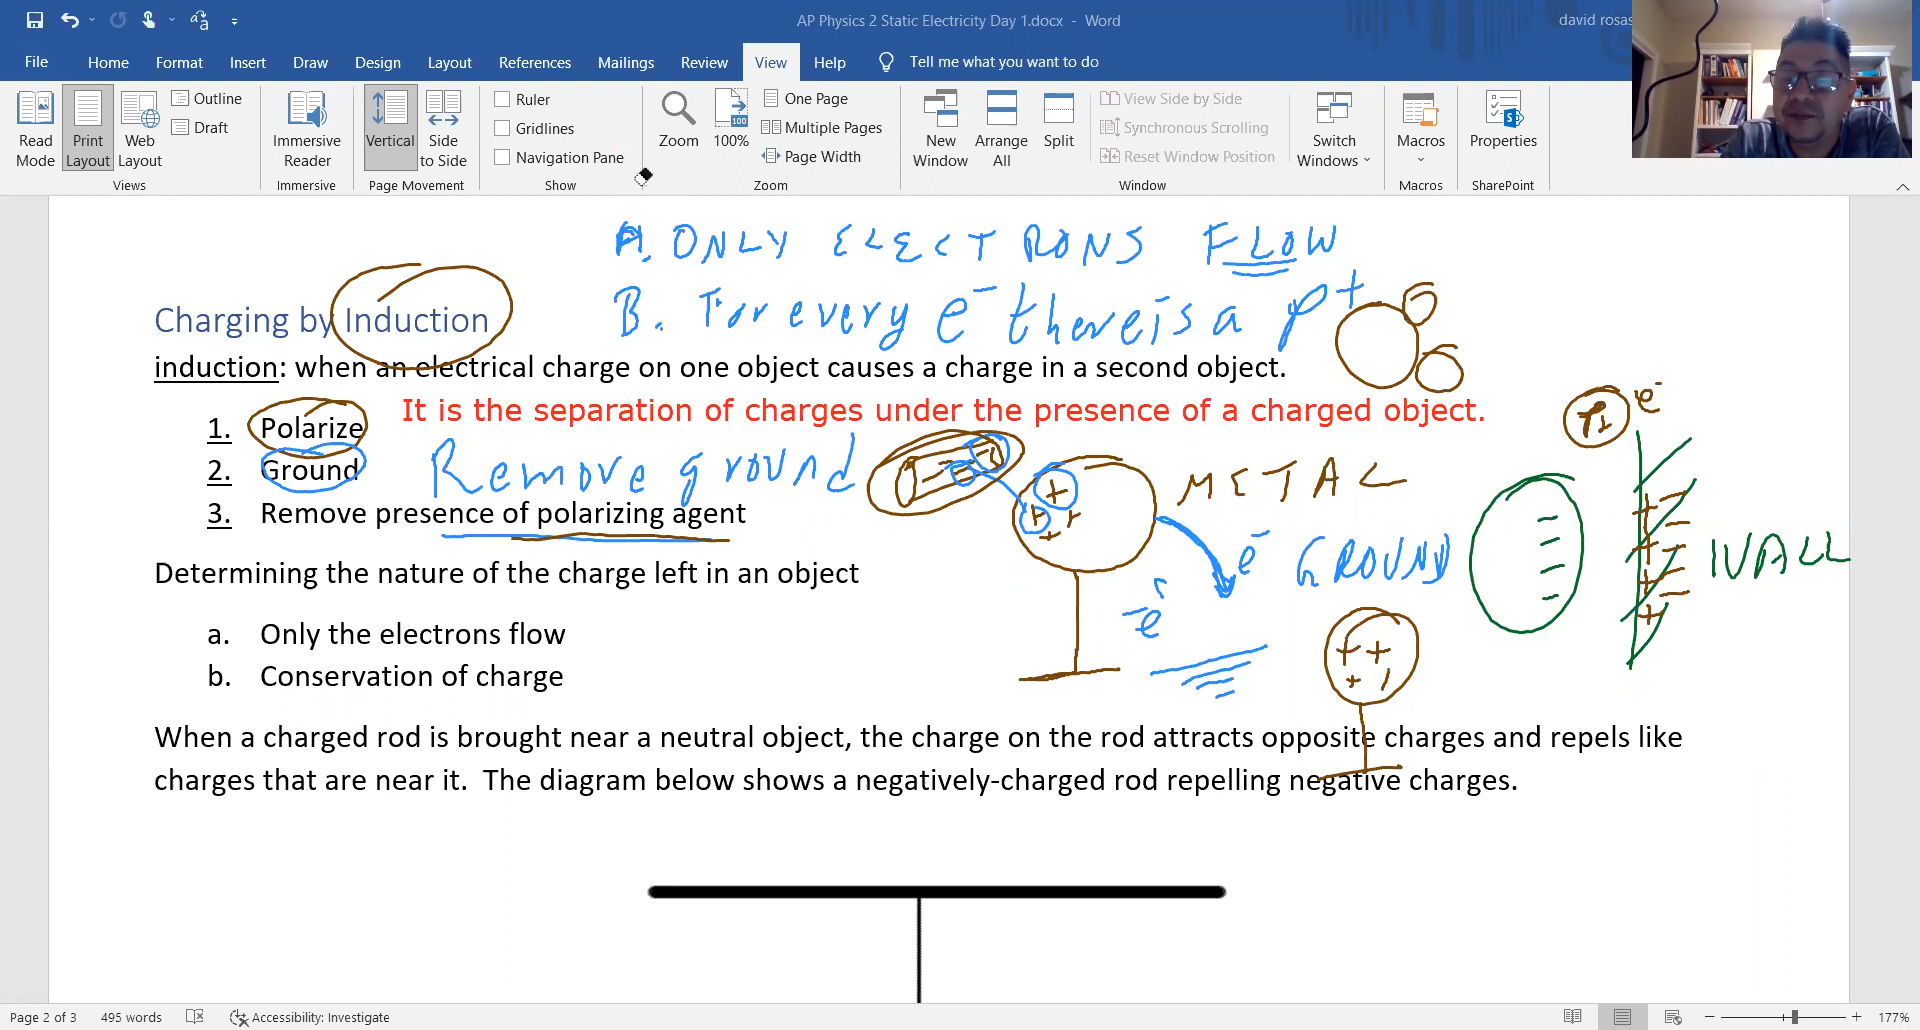 AP Physics 2 Static Electricity Day 1.docx - Word
david rosas
File Home Format Insert Draw Design Layout References Mailings Review View Help Tell me what you want to do
Read Mode
Print Layout
Web Layout
Outline
Draft
Views
Immersive Reader
Immersive
Vertical
Side to Side
Page Movement
Ruler
Gridlines
Navigation Pane
Show
Zoom
100
100%
One Page
Multiple Pages
Page Width
Zoom
New Window
Arrange All
Split
View Side by Side
Synchronous Scrolling
Reset Window Position
Window
Switch Windows
Macros
Macros
Properties
SharePoint
A. ONLY ELECTRONS FLOW
B. For every e- there is a p+
Charging by Induction
induction: when an electrical charge on one object causes a charge in a second object.
1. Polarize It is the separation of charges under the presence of a charged object.
2. Ground Remove ground
METAL
e-
3. Remove presence of polarizing agent
e- GROUND
WALL
-e
Determining the nature of the charge left in an object
a. Only the electrons flow
b. Conservation of charge
When a charged rod is brought near a neutral object, the charge on the rod attracts opposite charges and repels like
charges that are near it. The diagram below shows a negatively-charged rod repelling negative charges.
Page 2 of 3 495 words Accessibility: Investigate 177%